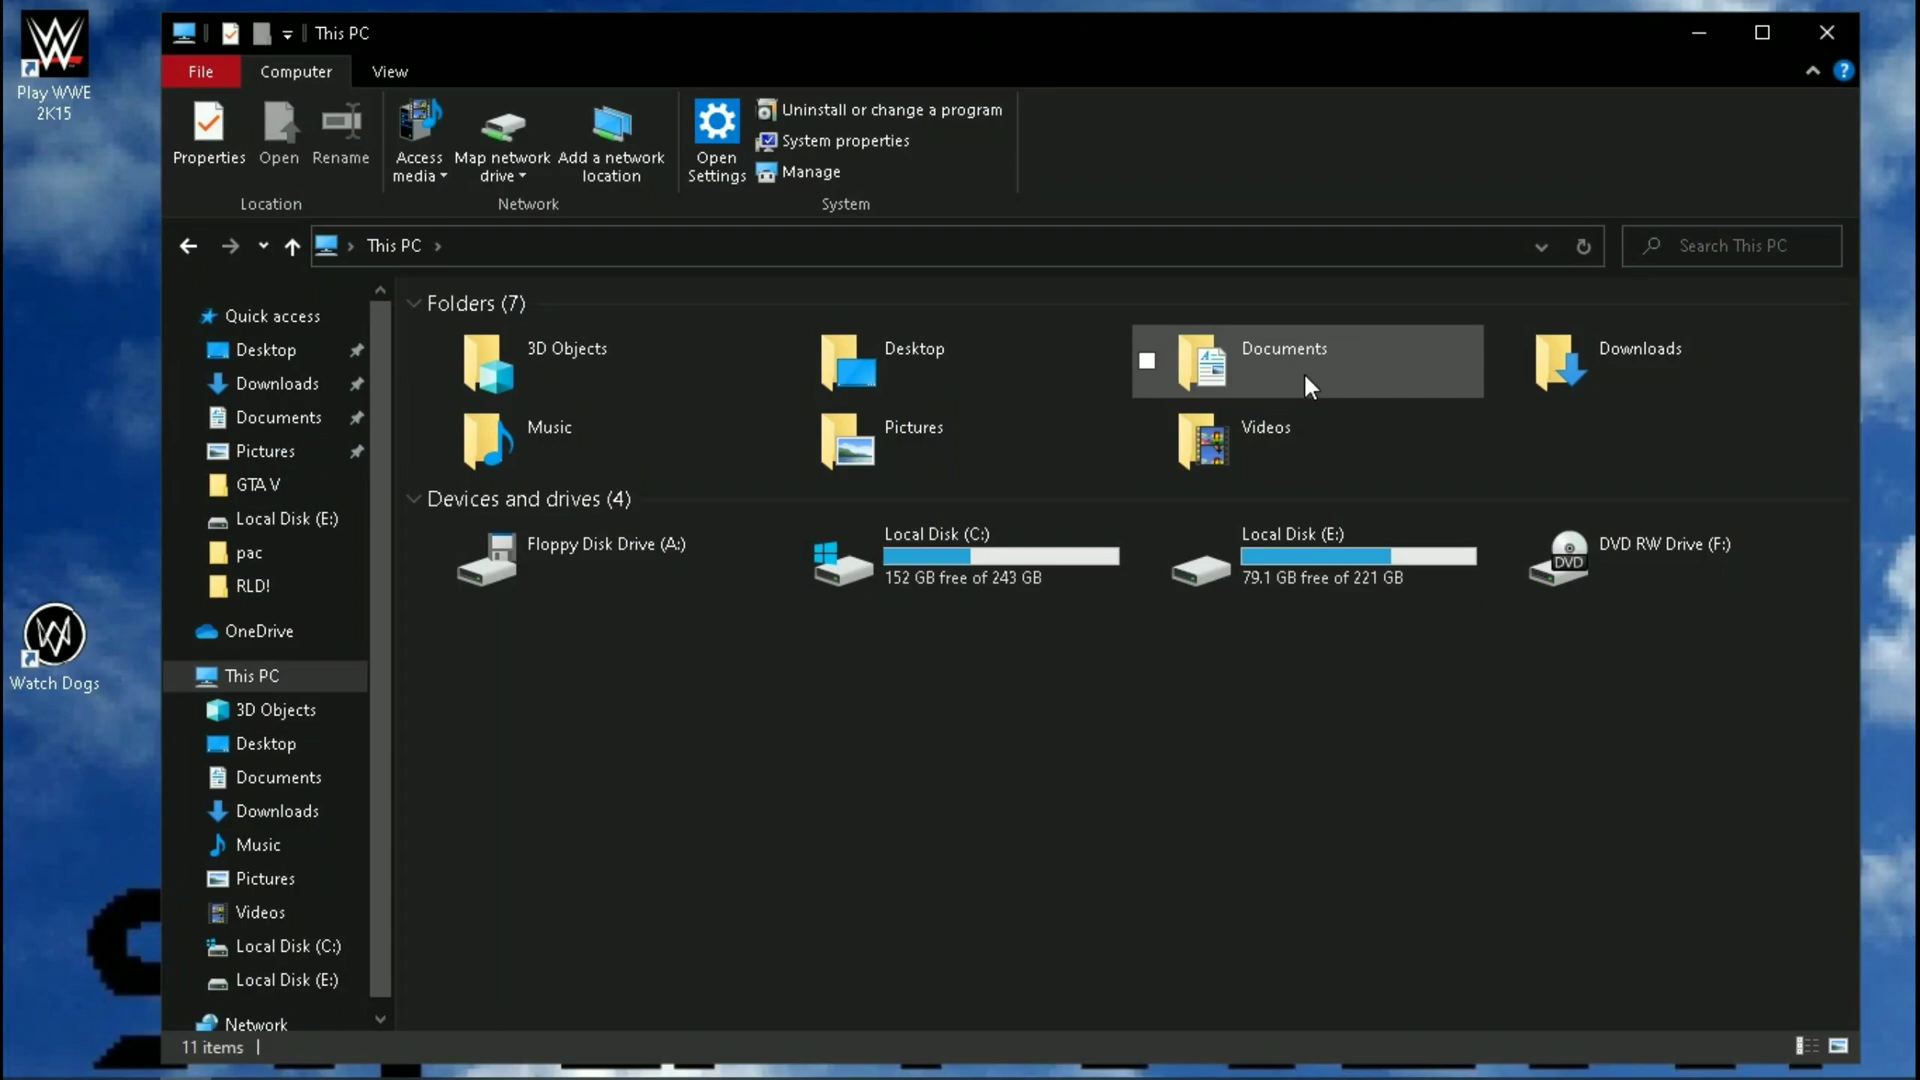 Play WWE
2K15
Watch Dogs
This PC
File
Computer
View
Properties
Open
Rename
Access
media
Map network
drive
Add a network
location
Open
Settings
Uninstall or change a program
System properties
Manage
Location
Network
System
This PC
Search This PC
Quick access
Desktop
Downloads
Documents
Pictures
GTA V
Local Disk (E:)
pac
RLD!
OneDrive
This PC
3D Objects
Desktop
Documents
Downloads
Music
Pictures
Videos
Local Disk (C:)
Local Disk (E:)
Network
Folders (7)
3D Objects
Desktop
Documents
Downloads
Music
Pictures
Videos
Devices and drives (4)
Floppy Disk Drive (A:)
Local Disk (C:)
152 GB free of 243 GB
Local Disk (E:)
79.1 GB free of 221 GB
DVD
DVD RW Drive (F:)
11 items